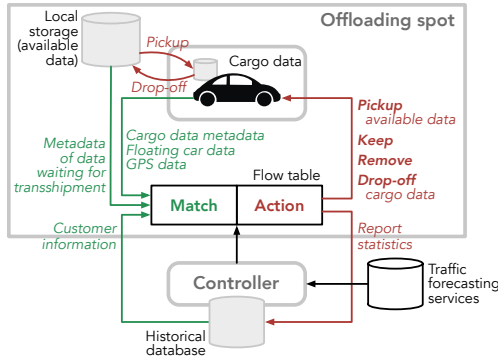 Offloading spot
Local
storage
(available
data)
Pickup
Drop-off
Cargo data
Pickup
available data
Keep
Remove
Drop-off
cargo data
Metadata
of data
waiting for
transshipment
Cargo data metadata
Floating car data
GPS data
Flow table
Match
Action
Customer
information
Report
statistics
Controller
Traffic
forecasting
services
Historical
database